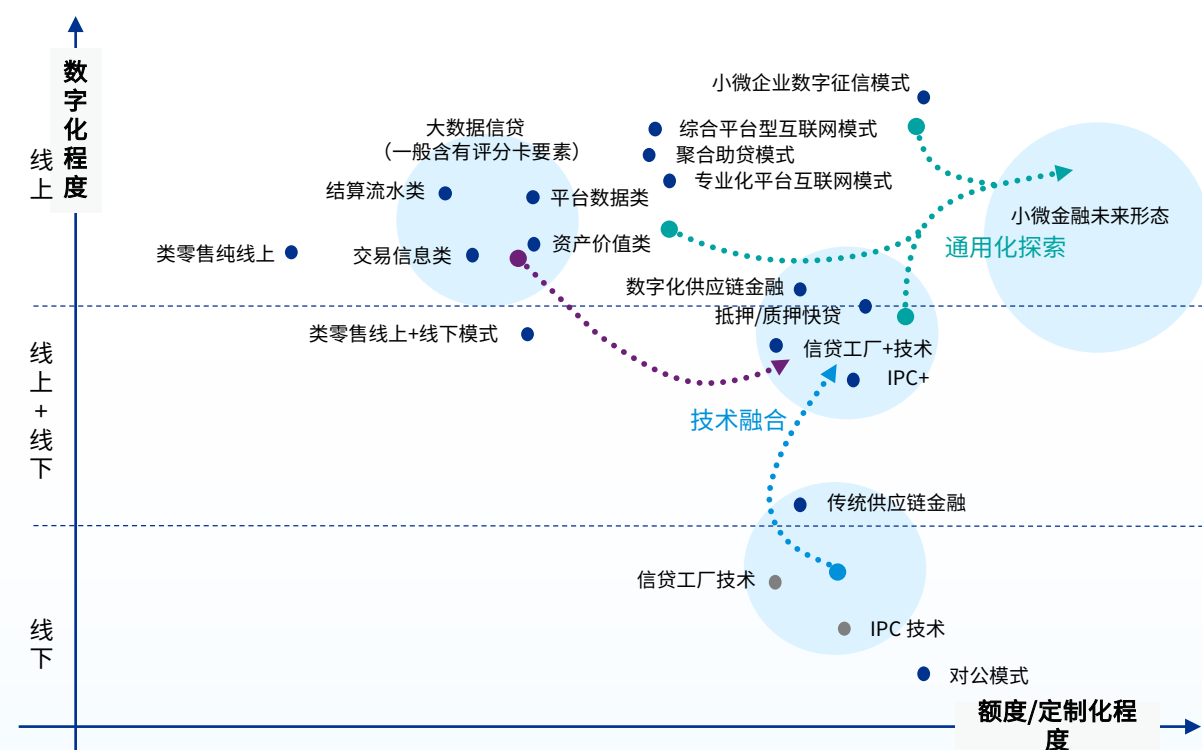 数字化程度
线上
小微企业数字征信模式
大数据信贷
（一般含有评分卡要素）
综合平台型互联网模式
聚合助贷模式
专业化平台互联网模式
结算流水类
平台数据类
小微金融未来形态
类零售纯线上
交易信息类
资产价值类
通用化探索
数字化供应链金融
抵押/质押快贷
线上+线下
类零售线上+线下模式
信贷工厂+技术
IPC+
技术融合
传统供应链金融
线下
信贷工厂技术
IPC 技术
对公模式
额度/定制化程
度